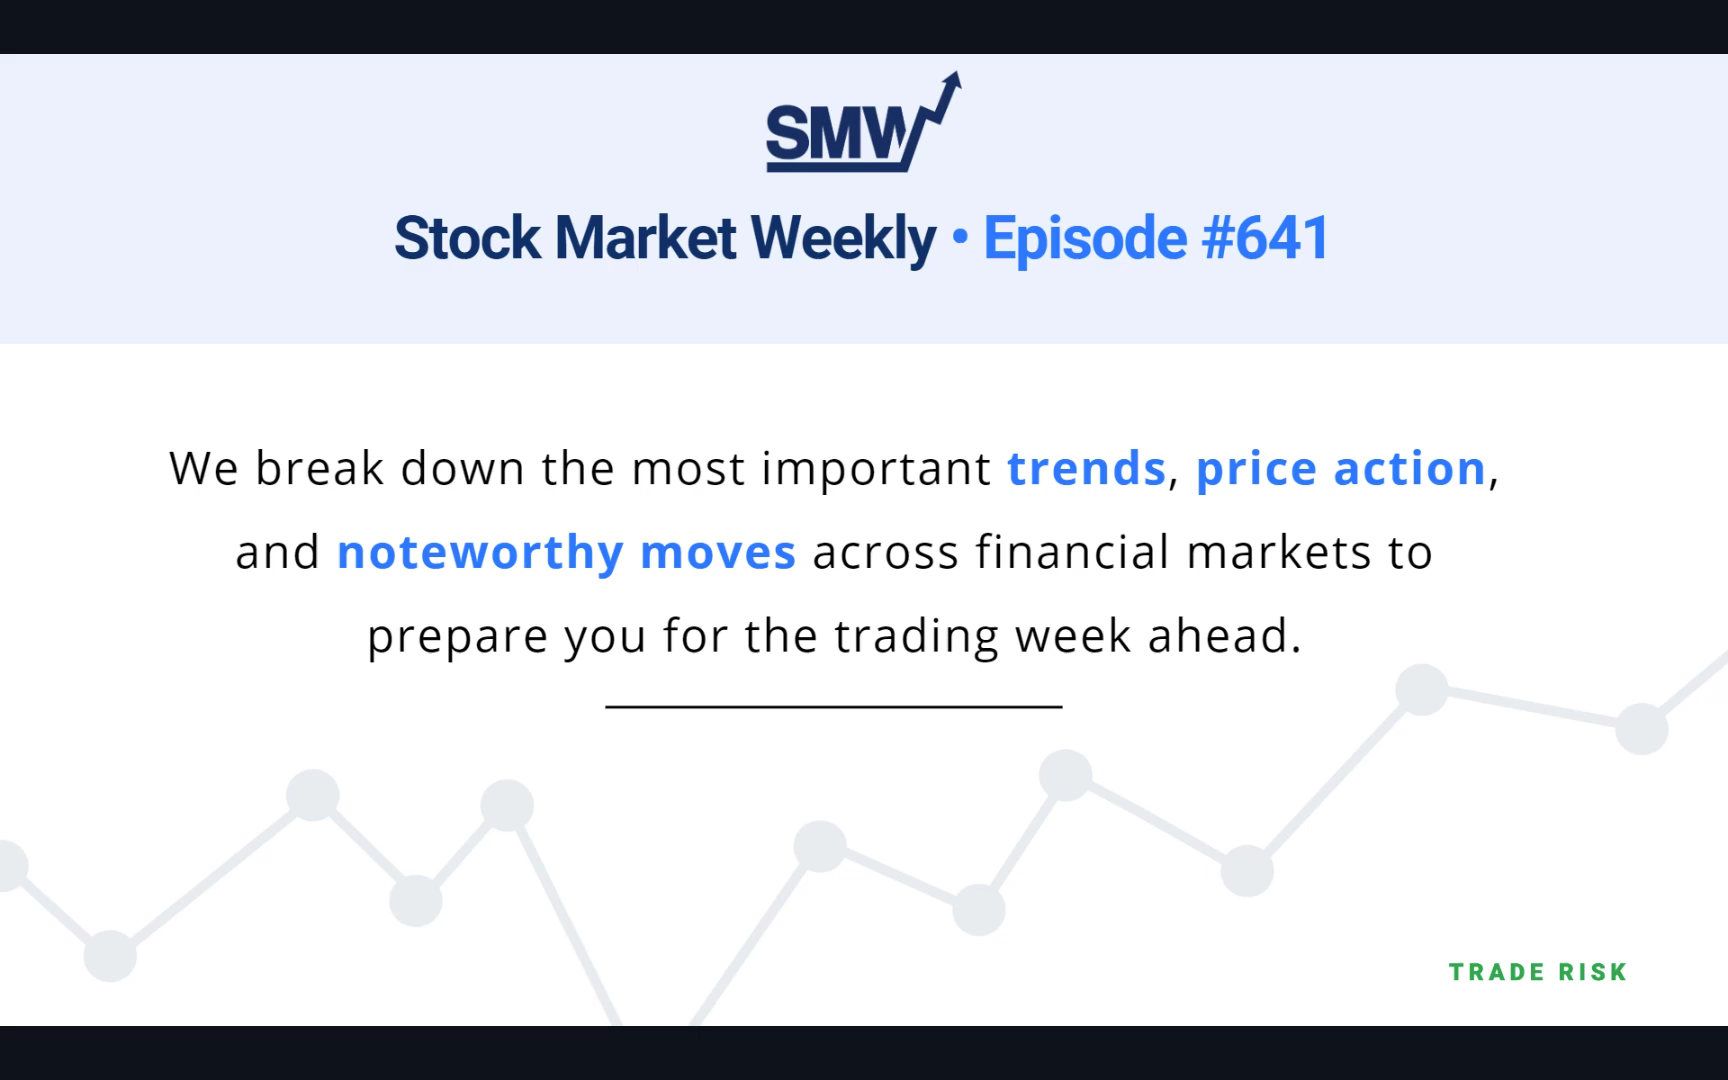 SMW
Stock Market Weekly • Episode #641
We break down the most important trends, price action,
and noteworthy moves across financial markets to
prepare you for the trading week ahead.
TRADE RISK